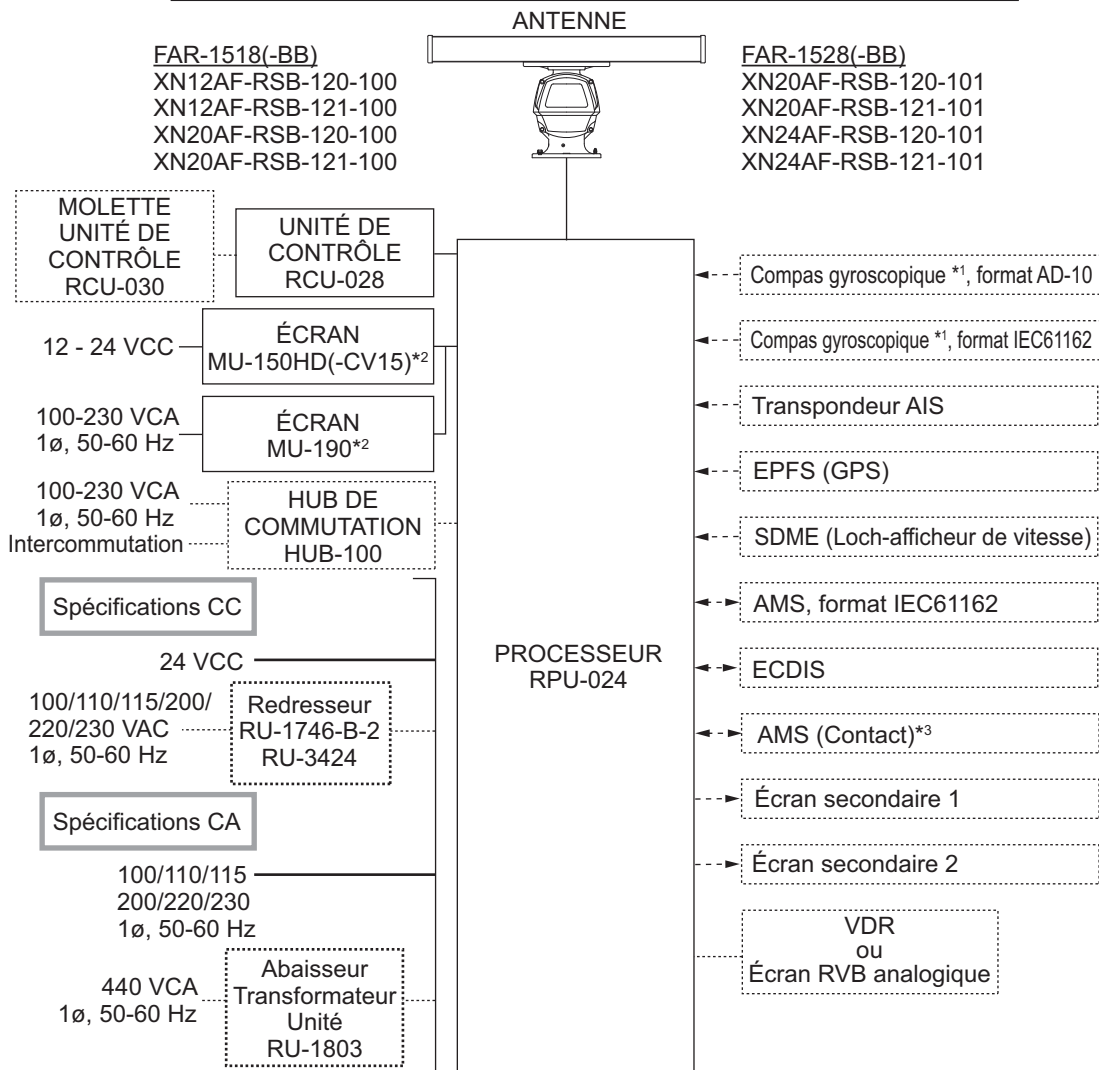 ANTENNE
FAR-1518(-BB)
XN12AF-RSB-120-100
XN12AF-RSB-121-100
XN20AF-RSB-120-100
XN20AF-RSB-121-100
FAR-1528(-BB)
XN20AF-RSB-120-101
XN20AF-RSB-121-101
XN24AF-RSB-120-101
XN24AF-RSB-121-101
MOLETTE
UNITÉ DE
CONTRÔLE
RCU-030
UNITÉ DE
CONTRÔLE
RCU-028
12 - 24 VCC
ÉCRAN
MU-150HD(-CV15)*2
100-230 VCA
1ø, 50-60 Hz
ÉCRAN
MU-190*2
100-230 VCA
1ø, 50-60 Hz
Intercommutation
HUB DE
COMMUTATION
HUB-100
Spécifications CC
24 VCC
100/110/115/200/
220/230 VAC
1ø, 50-60 Hz
Redresseur
RU-1746-B-2
RU-3424
Spécifications CA
100/110/115
200/220/230
1ø, 50-60 Hz
440 VCA
1ø, 50-60 Hz
Abaisseur
Transformateur
Unité
RU-1803
PROCESSEUR
RPU-024
Compas gyroscopique *1, format AD-10
Compas gyroscopique *1, format IEC61162
Transpondeur AIS
EPFS (GPS)
SDME (Loch-afficheur de vitesse)
AMS, format IEC61162
ECDIS
AMS (Contact)*3
Écran secondaire 1
Écran secondaire 2
VDR
ou
Écran RVB analogique